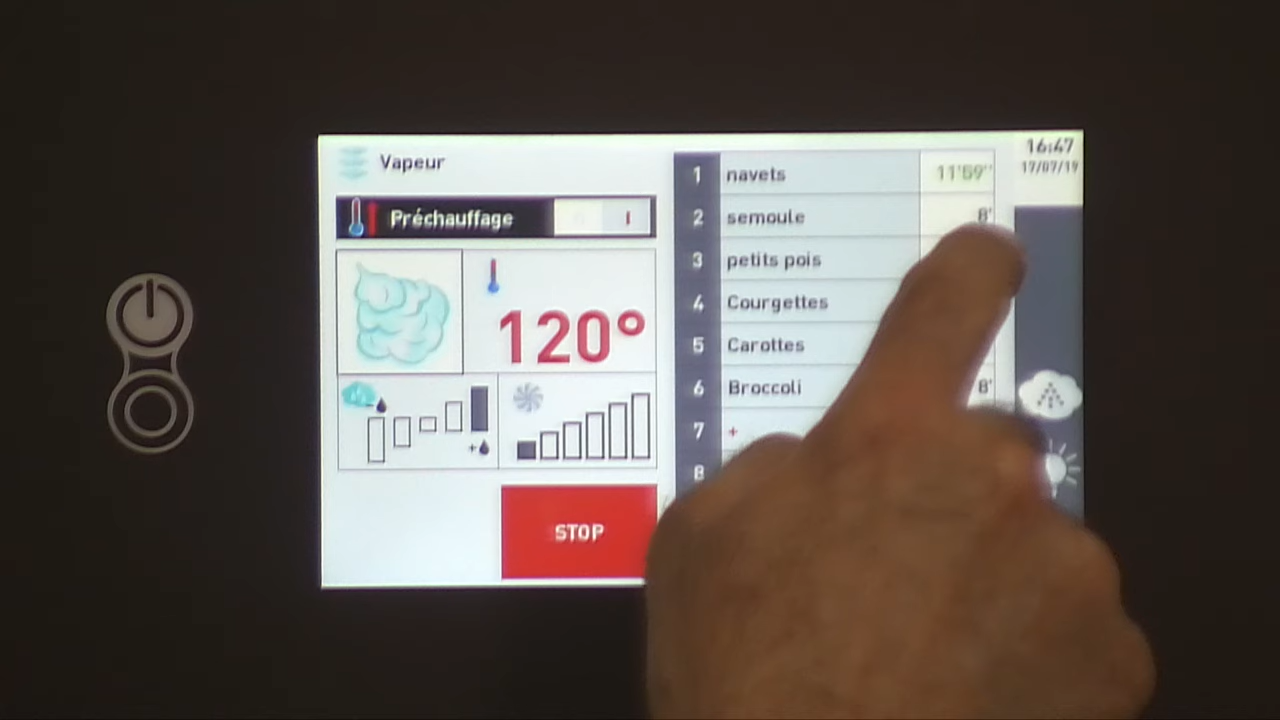 Vapeur
Préchauffage I
120°
STOP
1 navets 11'59''
2 semoule 8'
3 petits pois
4 Courgettes
5 Carottes
6 Broccoli 8'
7 +
8
16:47
17/07/19